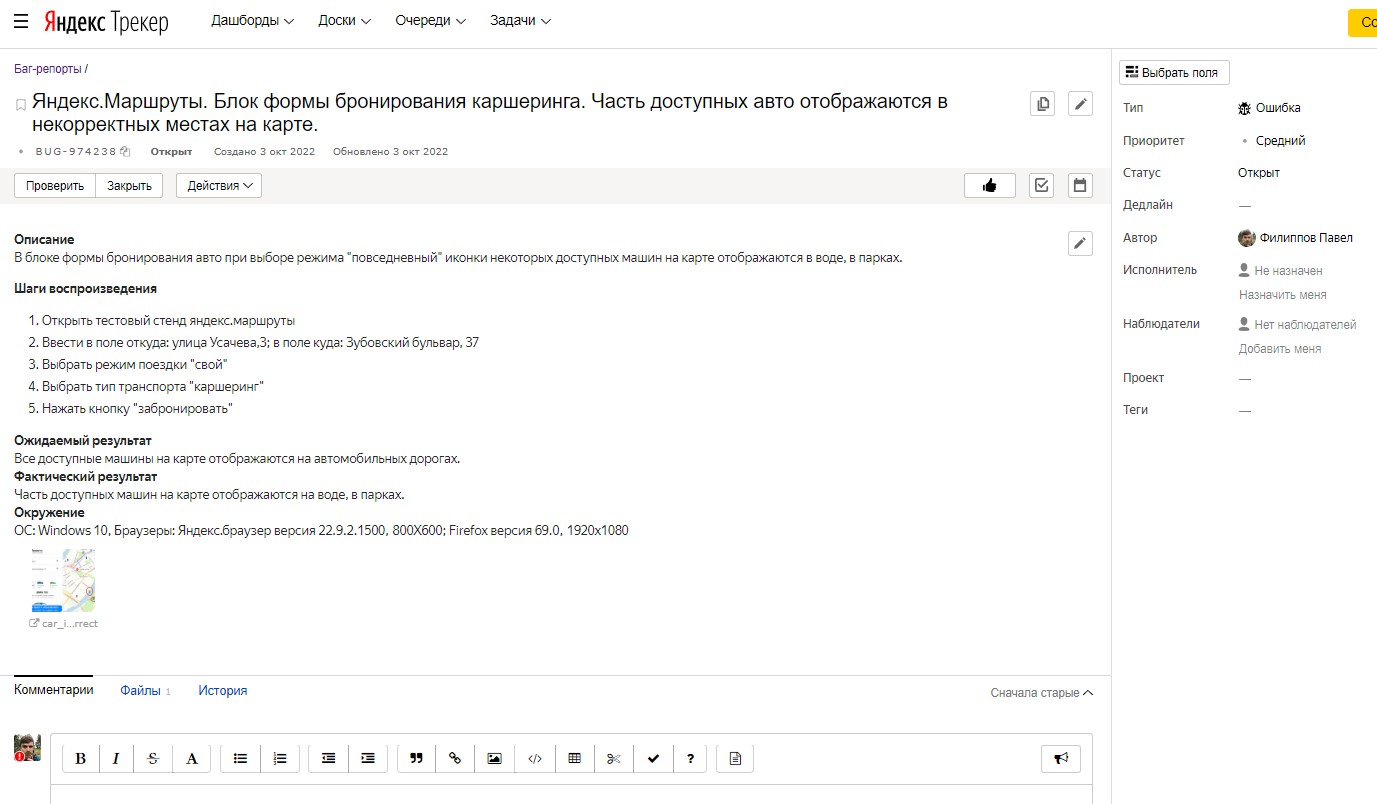 Яндекс Трекер
Дашборды
Доски
Очереди
Задачи
Со
Баг-репорты /
Яндекс.Маршруты. Блок формы бронирования каршеринга. Часть доступных авто отображаются в
некорректных местах на карте.
BUG-974238 Открыт Создано 3 окт 2022 Обновлено 3 окт 2022
Проверить Закрыть Действия
Описание
В блоке формы бронирования авто при выборе режима "повседневный" иконки некоторых доступных машин на карте отображаются в воде, в парках.
Шаги воспроизведения
1. Открыть тестовый стенд яндекс.маршруты
2. Ввести в поле откуда: улица Усачева,3; в поле куда: Зубовский бульвар, 37
3. Выбрать режим поездки "свой"
4. Выбрать тип транспорта "каршеринг"
5. Нажать кнопку "забронировать"
Ожидаемый результат
Все доступные машины на карте отображаются на автомобильных дорогах.
Фактический результат
Часть доступных машин на карте отображаются на воде, в парках.
Окружение
ОС: Windows 10, Браузеры: Яндекс.браузер версия 22.9.2.1500, 800X600; Firefox версия 69.0, 1920x1080
car_i...rrect
Комментарии Файлы 1 История Сначала старые
B I S A ?
Выбрать поля
Тип Ошибка
Приоритет Средний
Статус Открыт
Дедлайн —
Автор Филиппов Павел
Исполнитель Не назначен
Назначить меня
Наблюдатели Нет наблюдателей
Добавить меня
Проект —
Теги —